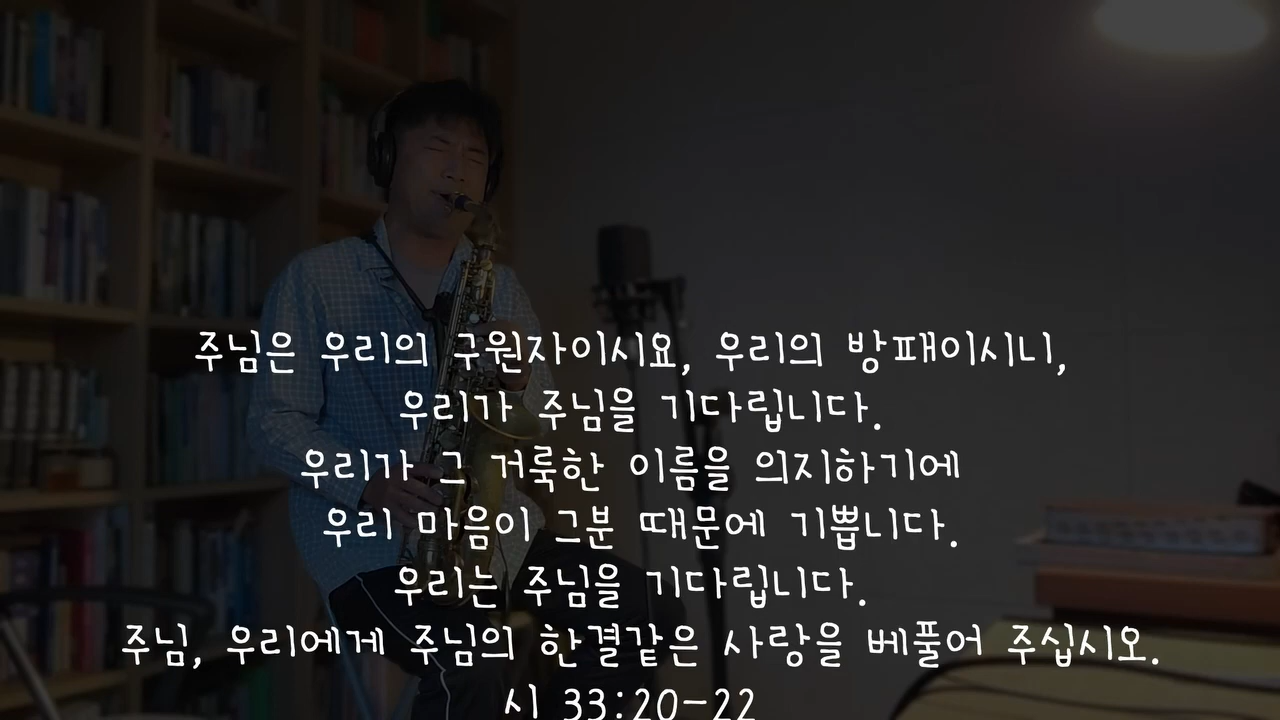 주님은 우리의 구원자이시요, 우리의 방패이시니,
우리가 주님을 기다립니다.
우리가 그 거룩한 이름을 의지하기에
우리 마음이 그분 때문에 기쁩니다.
우리는 주님을 기다립니다.
주님, 우리에게 주님의 한결같은 사랑을 베풀어 주십시오.
시 33:20-22